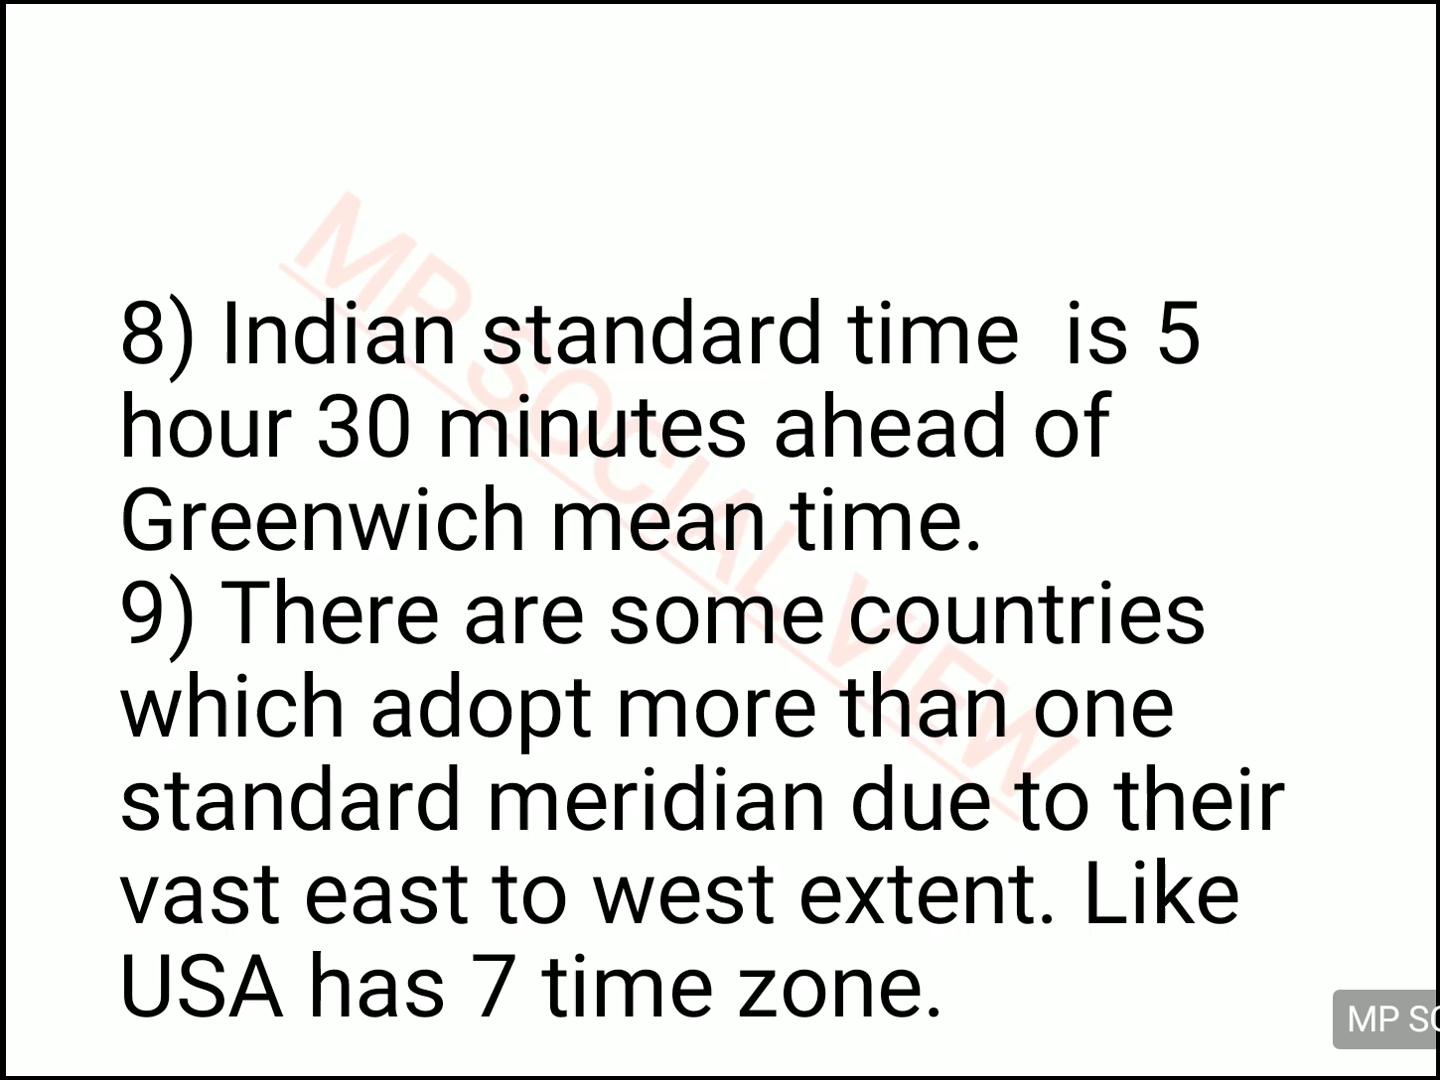 MP SOCIAL VIEW
8) Indian standard time  is 5
hour 30 minutes ahead of
Greenwich mean time.
9) There are some countries
which adopt more than one
standard meridian due to their
vast east to west extent. Like
USA has 7 time zone.
MP SO